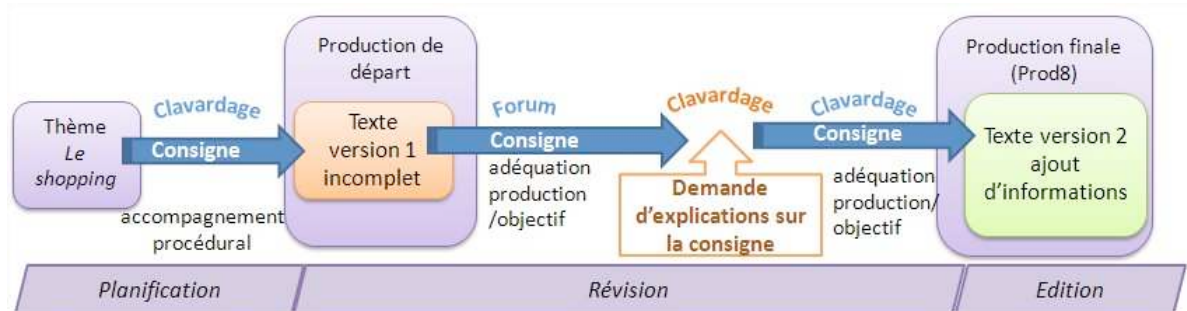 Thème
Le
shopping
Clavardage
Consigne
accompagnement
procédural
Production de
départ
Texte
version 1
incomplet
Forum
Consigne
adéquation
production
/objectif
Clavardage
Demande
d'explications sur
la consigne
Clavardage
Consigne
adéquation
production/
objectif
Production finale
(Prod8)
Texte version 2
ajout
d'informations
Planification
Révision
Edition